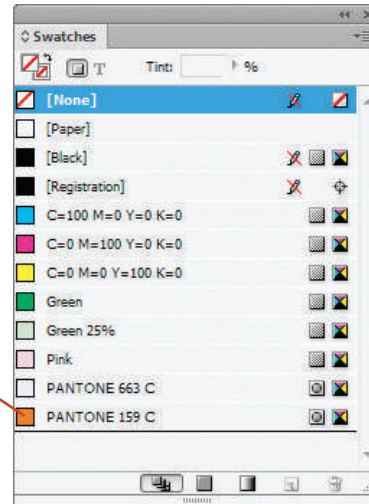 Swatches
T Tint: %
[None]
[Paper]
[Black]
[Registration]
C=100 M=0 Y=0 K=0
C=0 M=100 Y=0 K=0
C=0 M=0 Y=100 K=0
Green
Green 25%
Pink
PANTONE 663 C
PANTONE 159 C